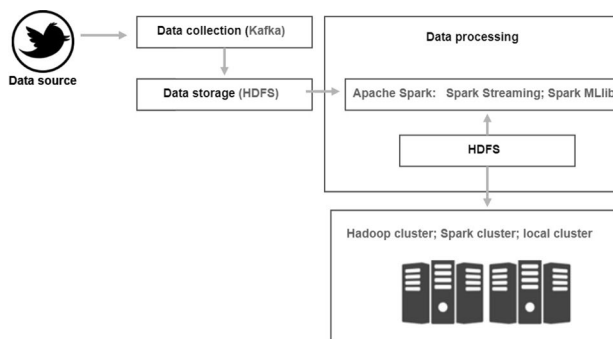 Data source
Data collection (Kafka)
Data storage (HDFS)
Data processing
Apache Spark: Spark Streaming; Spark MLlib
HDFS
Hadoop cluster; Spark cluster; local cluster